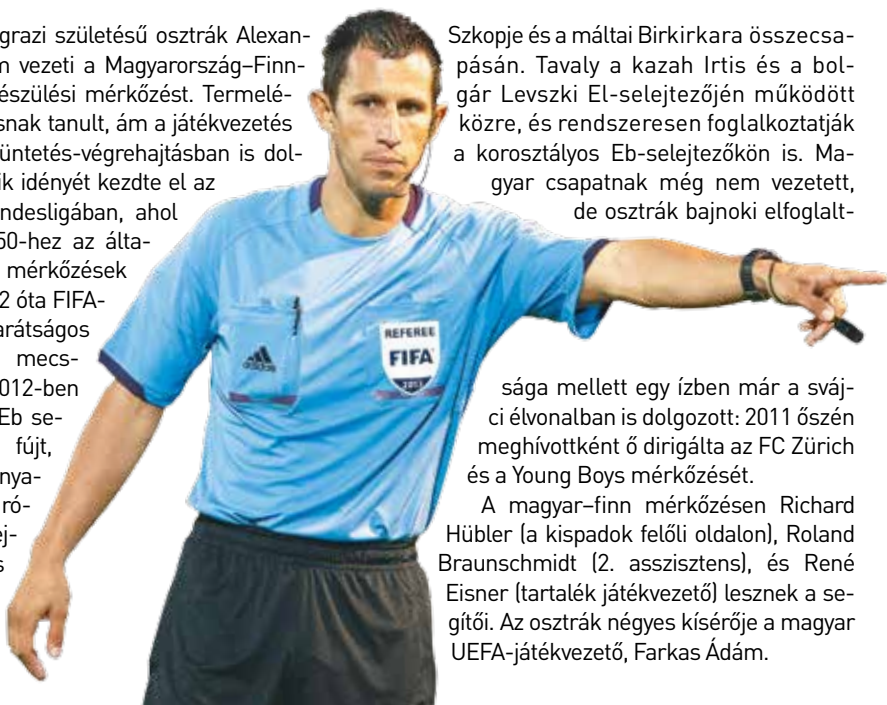 grazi születésű osztrák Alexan-
vezeti a Magyarország–Finn-
észülési mérkőzést. Termelé-
snak tanult, ám a játékvezetés
üntetés-végrehajtásban is dol-
ik idényét kezdte el az
ndesligában, ahol
50-hez az álta-
mérkőzések
2 óta FIFA-
arátságos
mecs-
012-ben
Eb se-
fújt,
nya-
ró-
ej-
s
Szkopje és a máltai Birkirkara összecsa-
pásán. Tavaly a kazah Irtis és a bol-
gár Levszki El-selejtezőjén működött
közre, és rendszeresen foglalkoztatják
a korosztályos Eb-selejtezőkön is. Ma-
gyar csapatnak még nem vezetett,
de osztrák bajnoki elfoglalt-
sága mellett egy ízben már a sváj-
ci élvonalban is dolgozott: 2011 őszén
meghívottként ő dirigálta az FC Zürich
és a Young Boys mérkőzését.
A magyar–finn mérkőzésen Richard
Hübler (a kispadok felőli oldalon), Roland
Braunschmidt (2. asszisztens), és René
Eisner (tartalék játékvezető) lesznek a se-
gítői. Az osztrák négyes kísérője a magyar
UEFA-játékvezető, Farkas Ádám.
adidas
REFEREE
FIFA